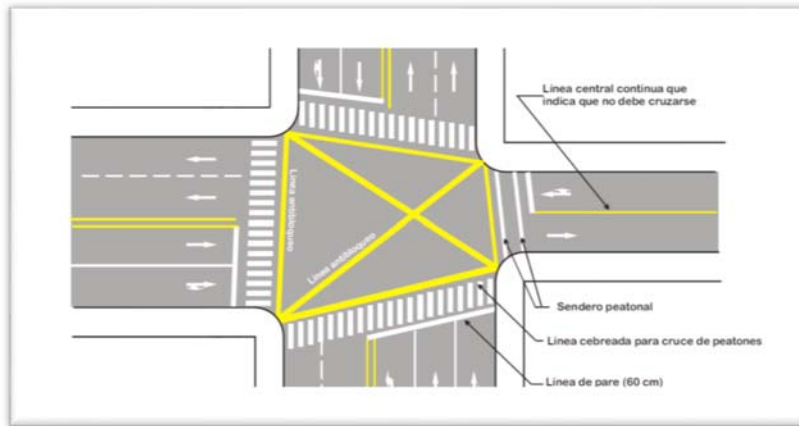 Línea central continua que
indica que no debe cruzarse
Línea antibloqueo
Línea antibloqueo
Sendero peatonal
Línea cebreada para cruce de peatones
Línea de pare (60 cm)